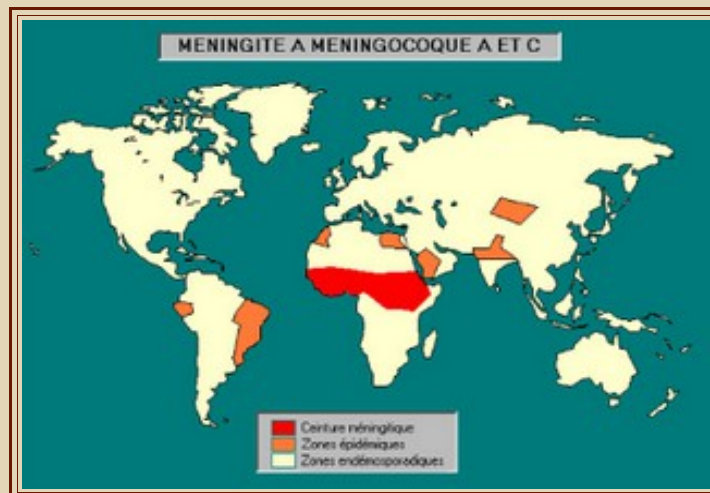 MENINGITE A MENINGOCOQUE A ET C
Ceinture méningitique
Zones épidémiques
Zones endémosporadiques